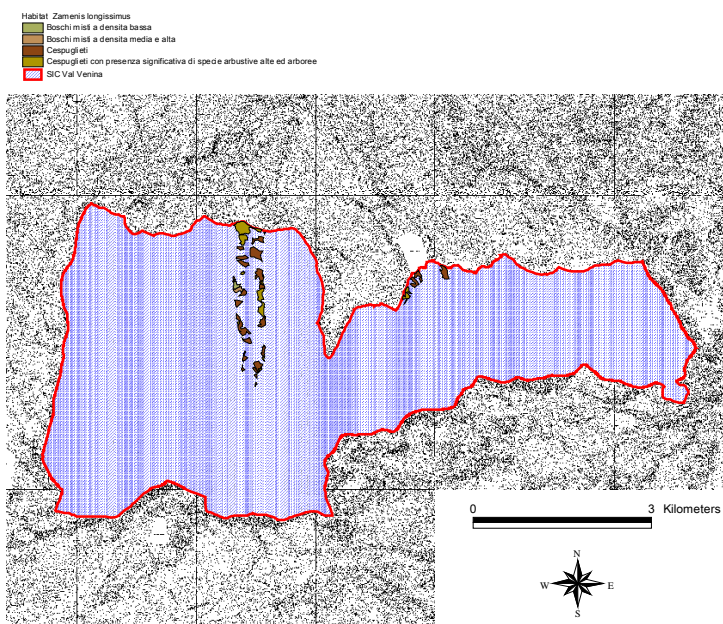 Habitat Zamenis longissimus
Boschi misti a densita bassa
Boschi misti a densita media e alta
Cespuglieti
Cespuglieti con presenza significativa di specie arbustive alte ed arboree
SIC Val Venina
0 3 Kilometers
N
W E
S